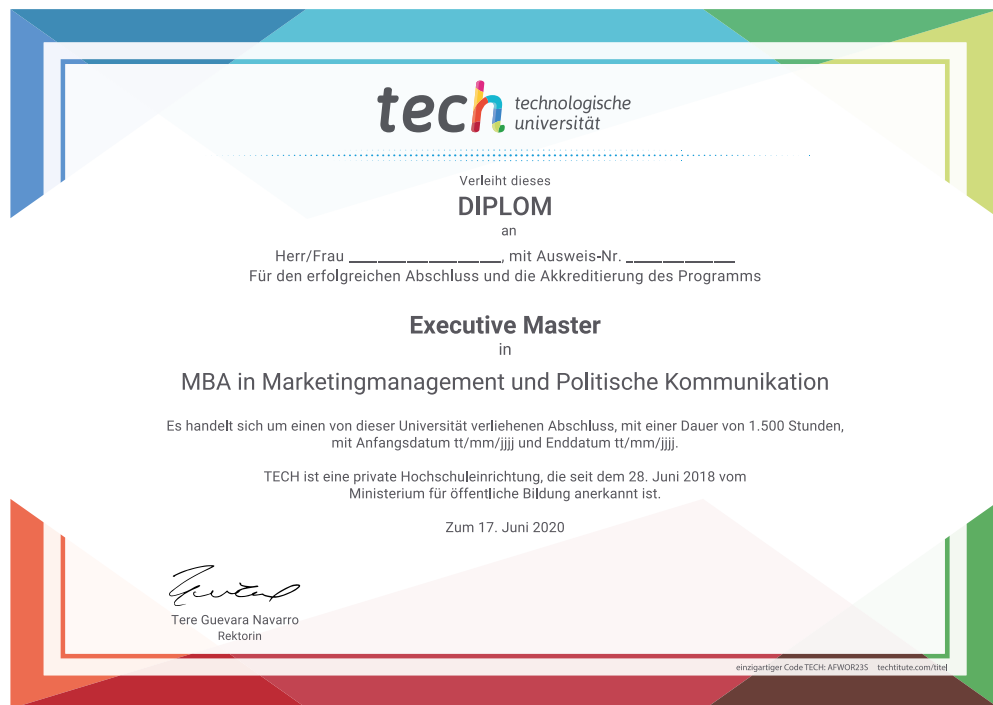 tech technologische
universität
Verleiht dieses
DIPLOM
an
Herr/Frau ____________________, mit Ausweis-Nr. ______________
Für den erfolgreichen Abschluss und die Akkreditierung des Programms
Executive Master
in
MBA in Marketingmanagement und Politische Kommunikation
Es handelt sich um einen von dieser Universität verliehenen Abschluss, mit einer Dauer von 1.500 Stunden,
mit Anfangsdatum tt/mm/jjjj und Enddatum tt/mm/jjjj.
TECH ist eine private Hochschuleinrichtung, die seit dem 28. Juni 2018 vom
Ministerium für öffentliche Bildung anerkannt ist.
Zum 17. Juni 2020
Tere Guevara Navarro
Rektorin
einzigartiger Code TECH: AFWOR23S techtitute.com/titel